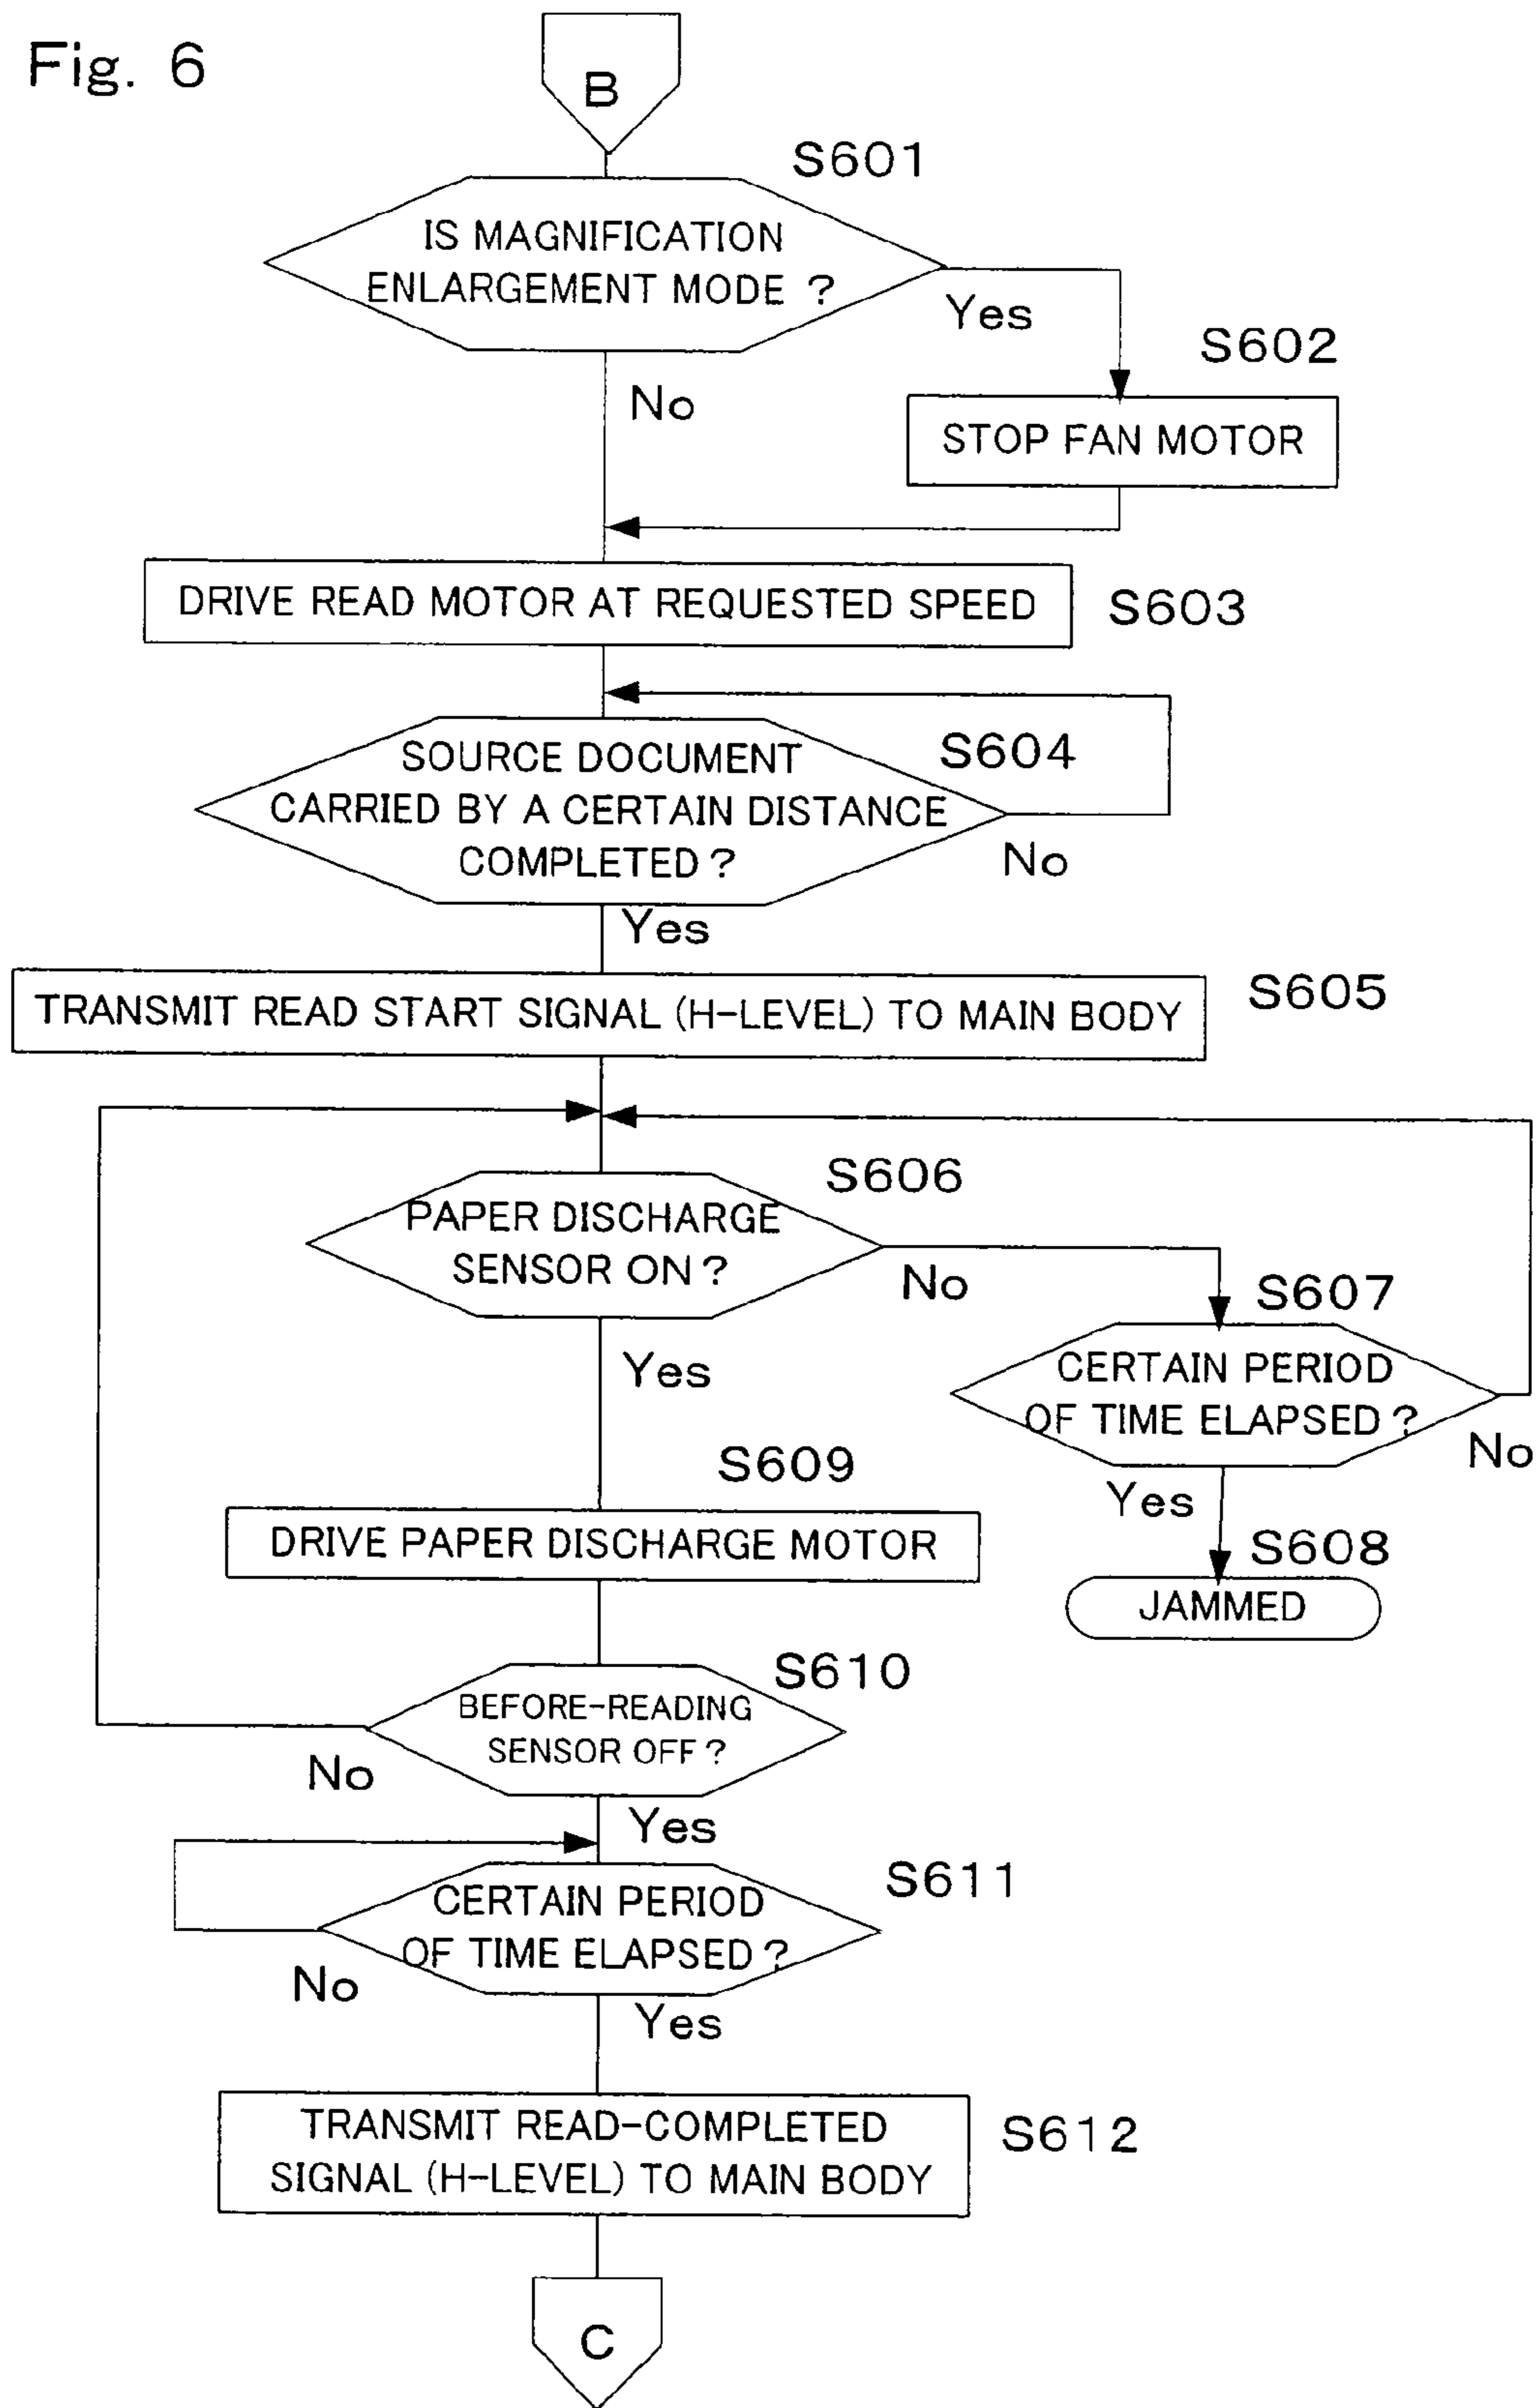 Fig. 6
B
S601
IS MAGNIFICATION
ENLARGEMENT MODE ?
Yes
S602
No
STOP FAN MOTOR
DRIVE READ MOTOR AT REQUESTED SPEED
S603
SOURCE DOCUMENT
S604
CARRIED BY A CERTAIN DISTANCE
COMPLETED ?
No
Yes
TRANSMIT READ START SIGNAL (H-LEVEL) TO MAIN BODY
S605
S606
PAPER DISCHARGE
SENSOR ON ?
No
S607
Yes
CERTAIN PERIOD
OF TIME ELAPSED ?
No
S609
Yes
DRIVE PAPER DISCHARGE MOTOR
S608
JAMMED
S610
BEFORE-READING
SENSOR OFF ?
No
Yes
S611
CERTAIN PERIOD
OF TIME ELAPSED ?
No
Yes
TRANSMIT READ-COMPLETED
SIGNAL (H-LEVEL) TO MAIN BODY
S612
C